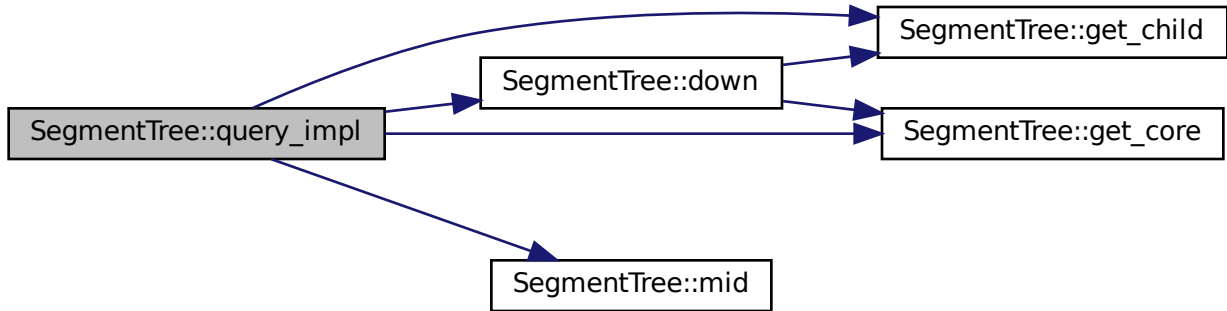 SegmentTree::get_child
SegmentTree::down
SegmentTree::query_impl
SegmentTree::get_core
SegmentTree::mid